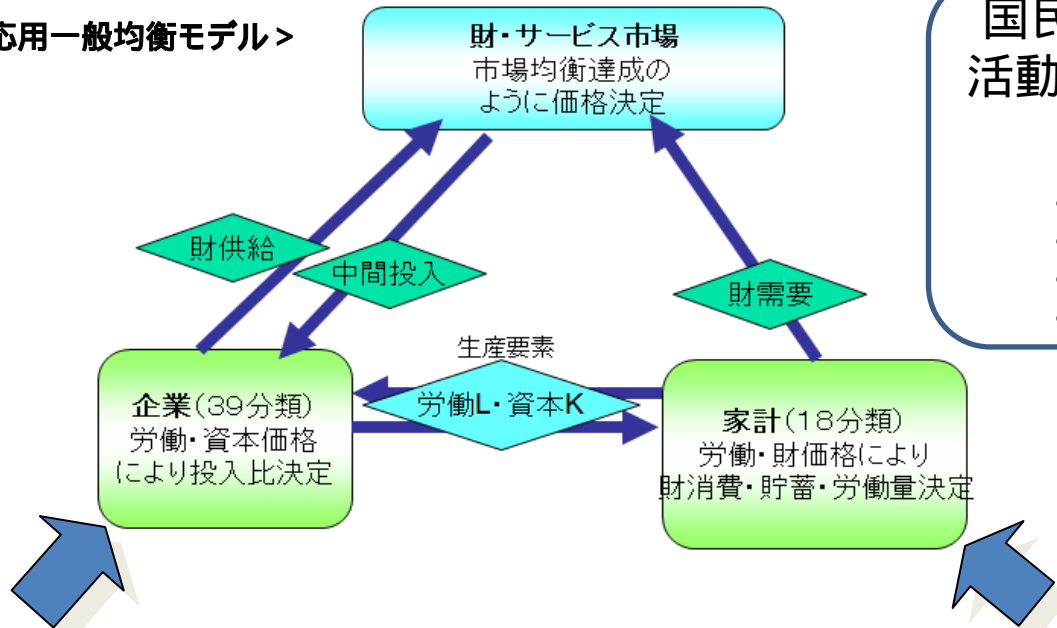 応用一般均衡モデル＞
財・サービス市場
市場均衡達成の
ように価格決定
国民
活動
財供給
中間投入
財需要
生産要素
労働L・資本K
企業(39分類)
労働・資本価格
により投入比決定
家計(18分類)
労働・財価格により
財消費・貯蓄・労働量決定